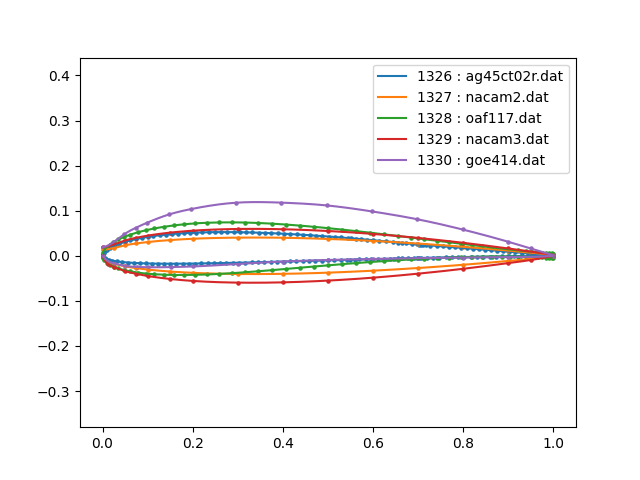 1326 : ag45ct02r.dat
1327 : nacam2.dat
1328 : oaf117.dat
1329 : nacam3.dat
1330 : goe414.dat
0.4
0.3
0.2
0.1
0.0
−0.1
−0.2
−0.3
0.0 0.2 0.4 0.6 0.8 1.0